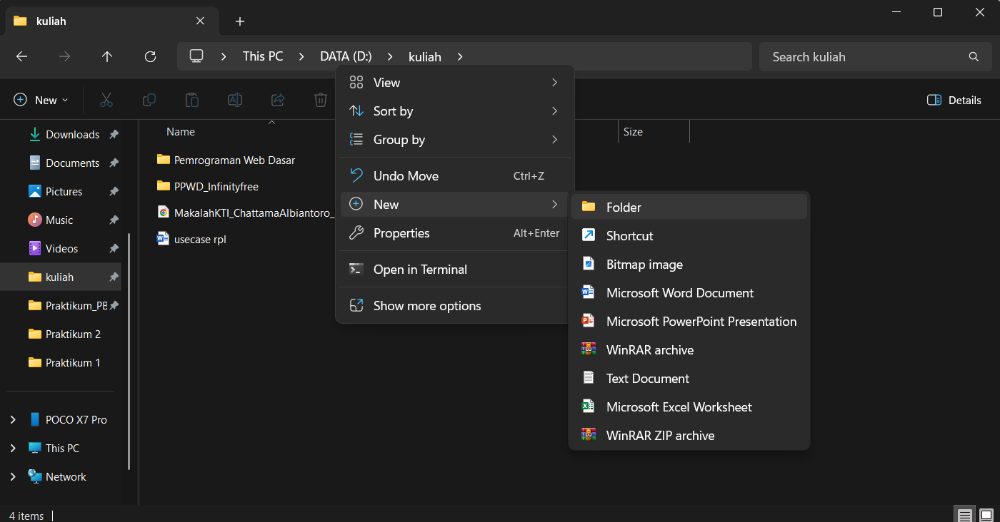 kuliah
This PC
DATA (D:)
kuliah
Search kuliah
New
Details
Downloads
Documents
Pictures
Music
Videos
kuliah
Praktikum_PB
Praktikum 2
Praktikum 1
POCO X7 Pro
This PC
Network
Name
Size
Pemrograman Web Dasar
PPWD_Infinityfree
MakalahKTI_ChattamaAlbiantoro_
usecase rpl
View
Sort by
Group by
Undo Move Ctrl+Z
New
Properties Alt+Enter
Open in Terminal
Show more options
Folder
Shortcut
Bitmap image
Microsoft Word Document
Microsoft PowerPoint Presentation
WinRAR archive
Text Document
Microsoft Excel Worksheet
WinRAR ZIP archive
4 items